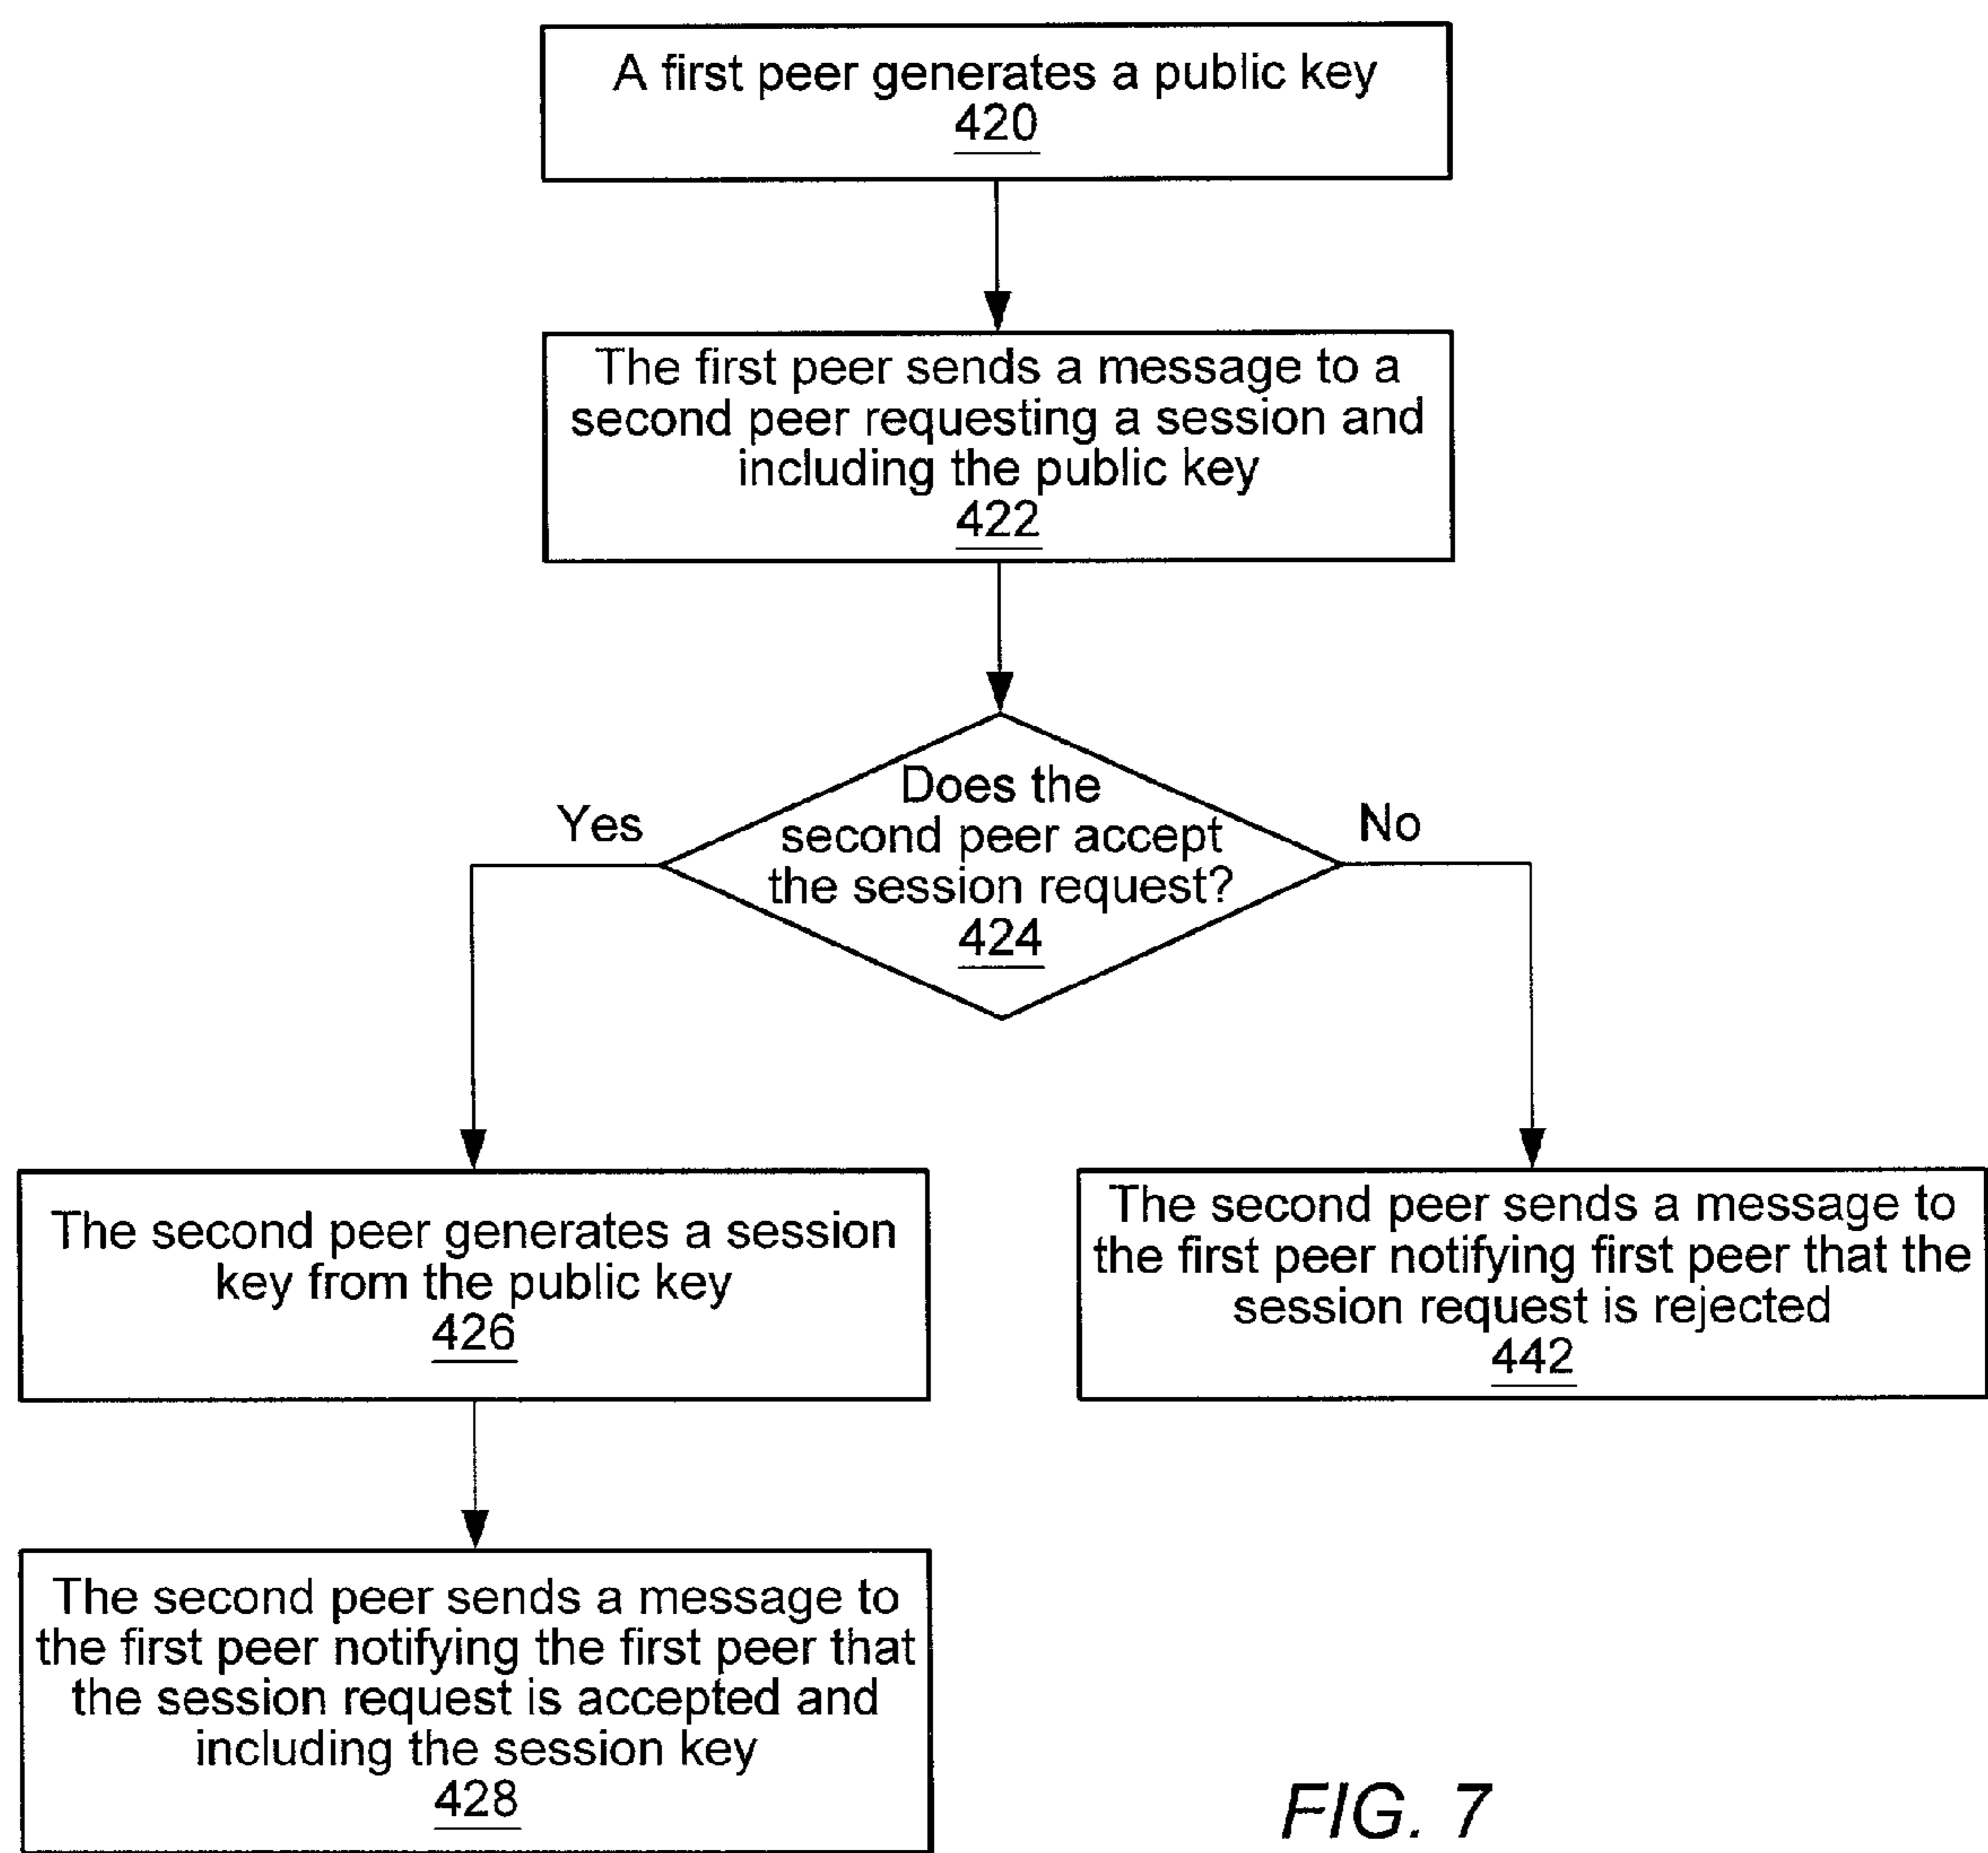 A first peer generates a public key
420
The first peer sends a message to a
second peer requesting a session and
including the public key
422
Does the
second peer accept
the session request?
424
Yes
No
The second peer generates a session
key from the public key
426
The second peer sends a message to
the first peer notifying first peer that the
session request is rejected
442
The second peer sends a message to
the first peer notifying the first peer that
the session request is accepted and
including the session key
428
FIG. 7